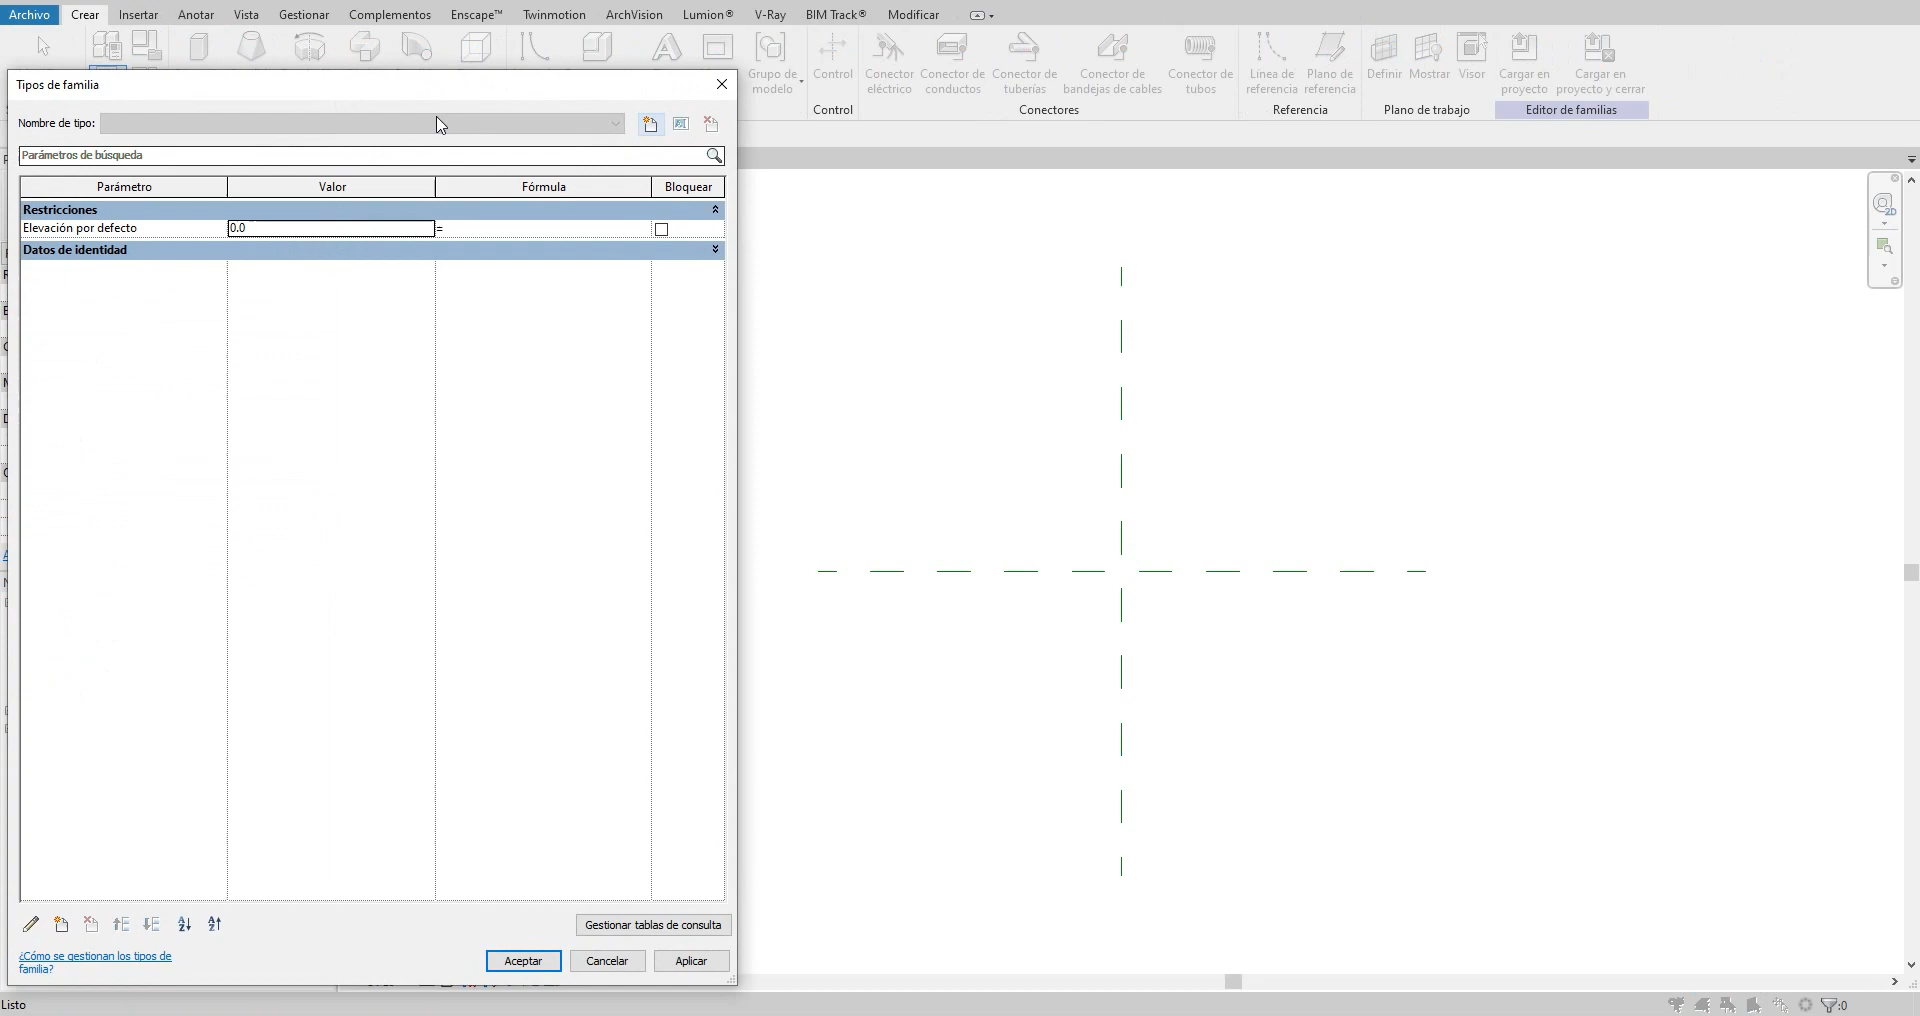 Archivo Crear Insertar Anotar Vista Gestionar Complementos Enscape™ Twinmotion ArchVision Lumion® V-Ray BIM Track® Modificar
Grupo de modelo
Control
Conector eléctrico
Conector de conductos
Conector de tuberías
Conector de bandejas de cables
Conector de tubos
Línea de referencia
Plano de referencia
Definir
Mostrar
Visor
Cargar en proyecto
Cargar en proyecto y cerrar
Control Conectores Referencia Plano de trabajo Editor de familias
Tipos de familia
Nombre de tipo:
Parámetros de búsqueda
Parámetro Valor Fórmula Bloquear
Restricciones
Elevación por defecto 0.0 =
Datos de identidad
Gestionar tablas de consulta
¿Cómo se gestionan los tipos de
familia?
Aceptar Cancelar Aplicar
2D
Listo
:0